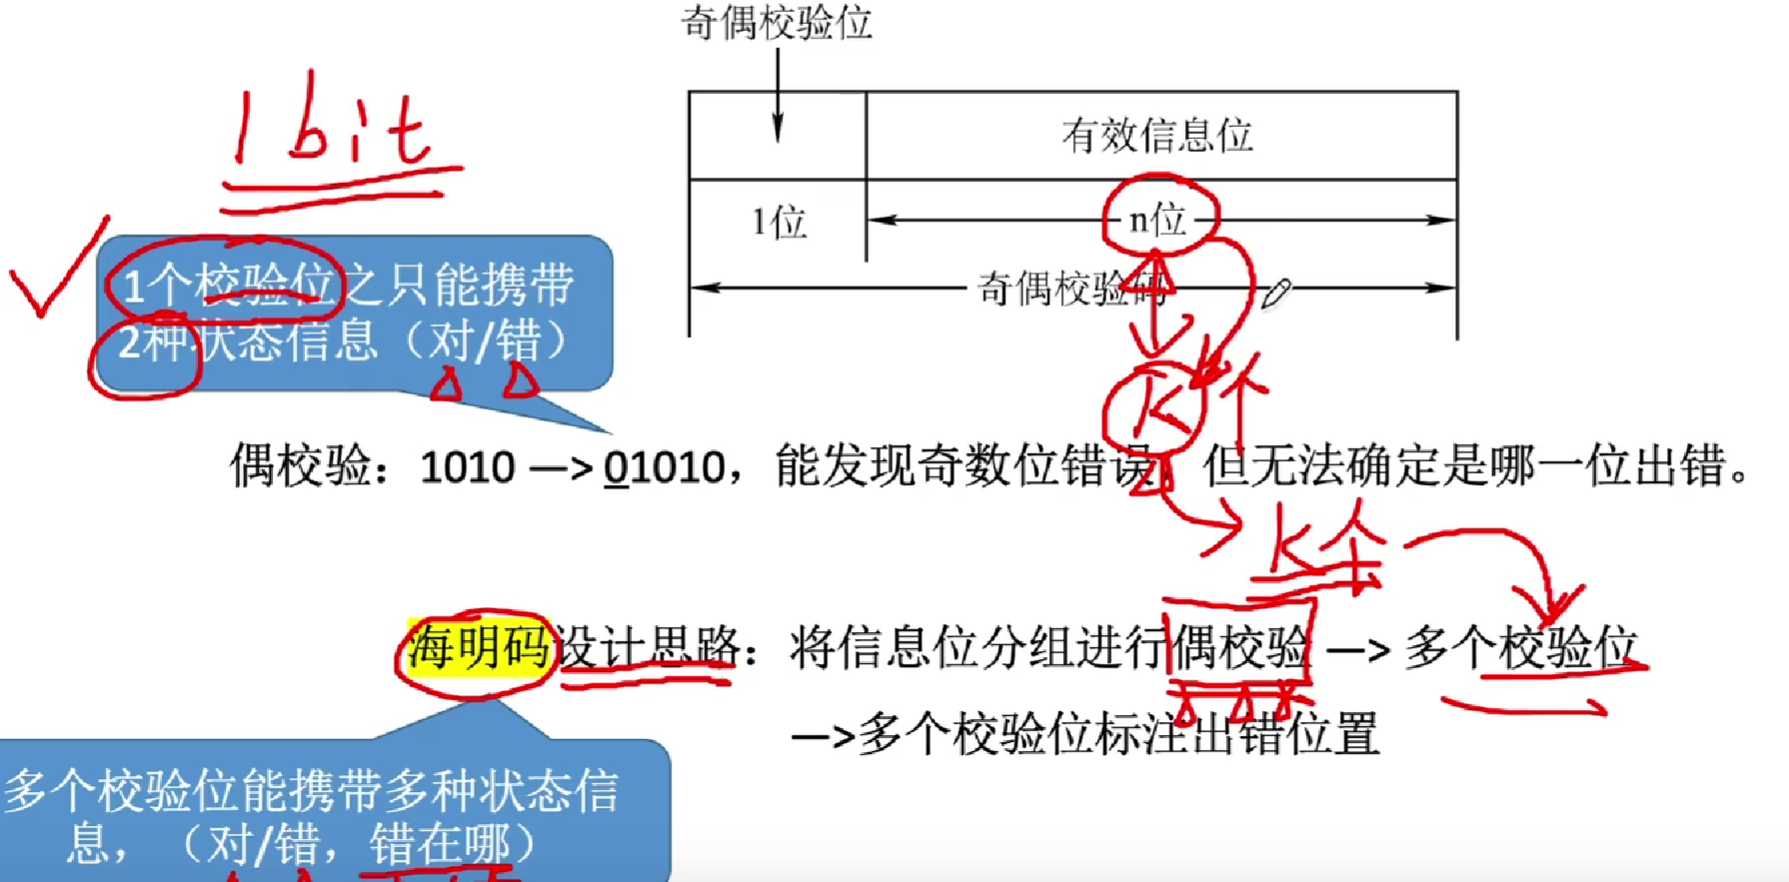 奇偶校验位
1 bit
有效信息位
1位
n位
1个校验位之只能携带
2种状态信息（对/错）
奇偶校验码
K个
偶校验：1010 —> 01010，能发现奇数位错误，但无法确定是哪一位出错。
K个
海明码设计思路：将信息位分组进行偶校验 —> 多个校验位
—>多个校验位标注出错位置
多个校验位能携带多种状态信
息，（对/错，错在哪）